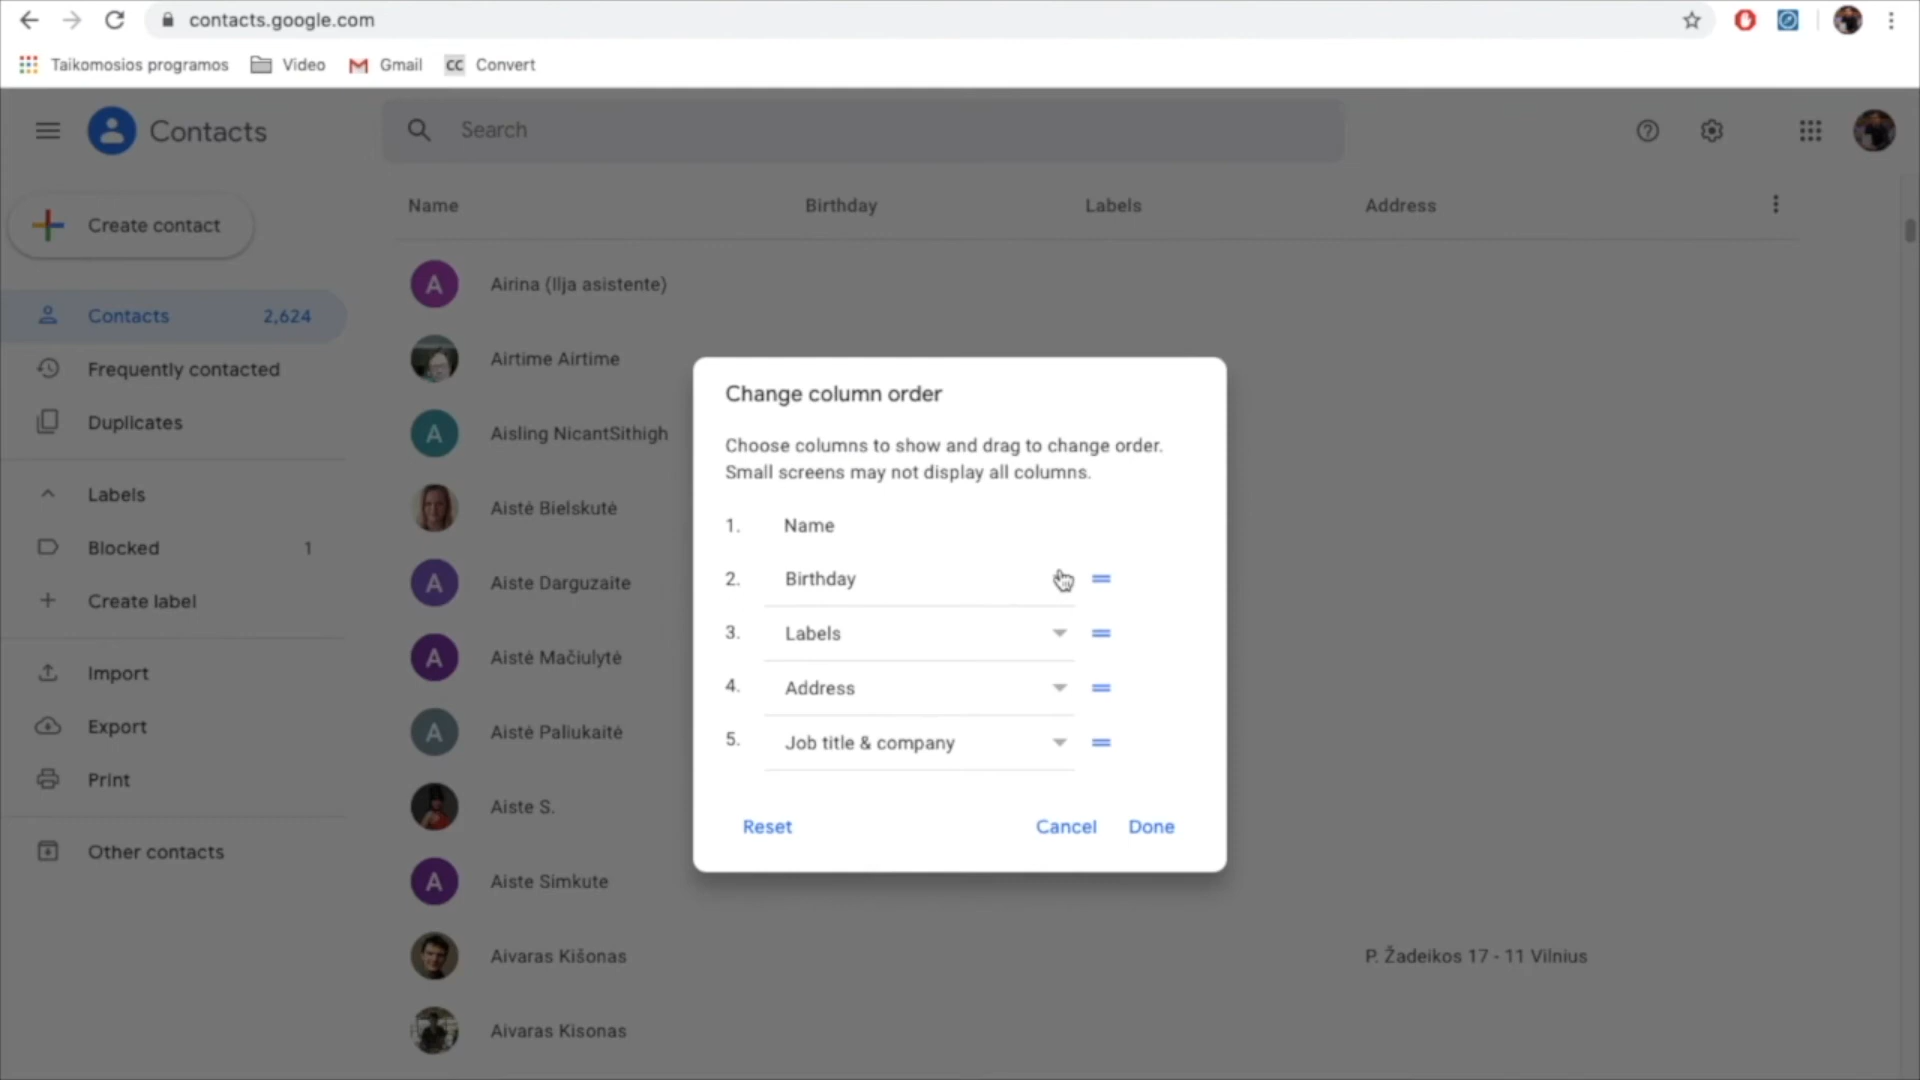 contacts.google.com
Taikomosios programos Video Gmail CC Convert
Contacts
Search
Create contact
Contacts 2,624
Frequently contacted
Duplicates
Labels
Blocked 1
Create label
Import
Export
Print
Other contacts
Name Birthday Labels Address
A Airina (Ilja asistente)
Airtime Airtime
A Aisling NicantSithigh
Aistė Bielskutė
A Aiste Darguzaite
A Aistė Mačiulytė
A Aistė Paliukaitė
Aiste S.
A Aiste Simkute
Aivaras Kišonas P. Žadeikos 17 - 11 Vilnius
Aivaras Kisonas
Change column order
Choose columns to show and drag to change order.
Small screens may not display all columns.
1. Name
2. Birthday
3. Labels
4. Address
5. Job title & company
Reset Cancel Done